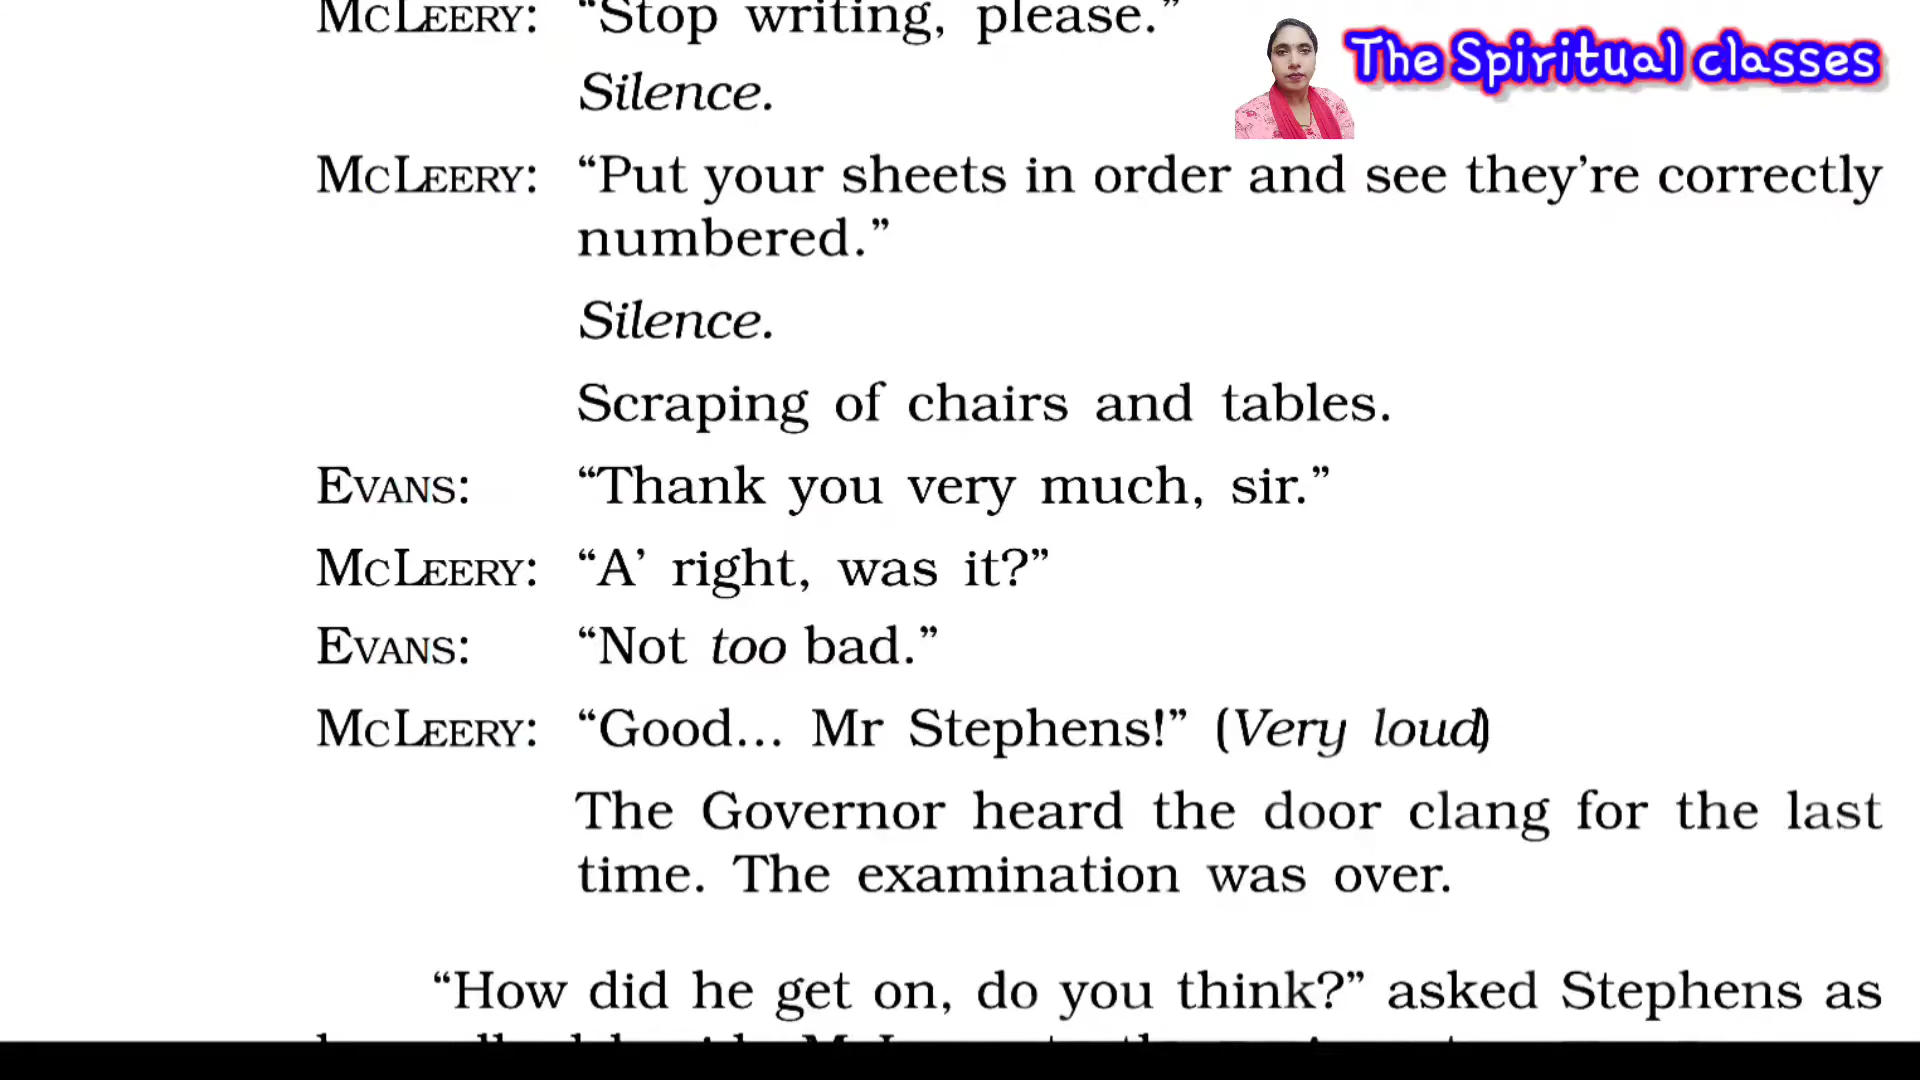 McLEERY: “Stop writing, please.”
The Spiritual classes
Silence.
McLEERY: “Put your sheets in order and see they’re correctly
numbered.”
Silence.
Scraping of chairs and tables.
EVANS: “Thank you very much, sir.”
McLEERY: “A’ right, was it?”
EVANS: “Not too bad.”
McLEERY: “Good... Mr Stephens!” (Very loud)
The Governor heard the door clang for the last
time. The examination was over.
“How did he get on, do you think?” asked Stephens as